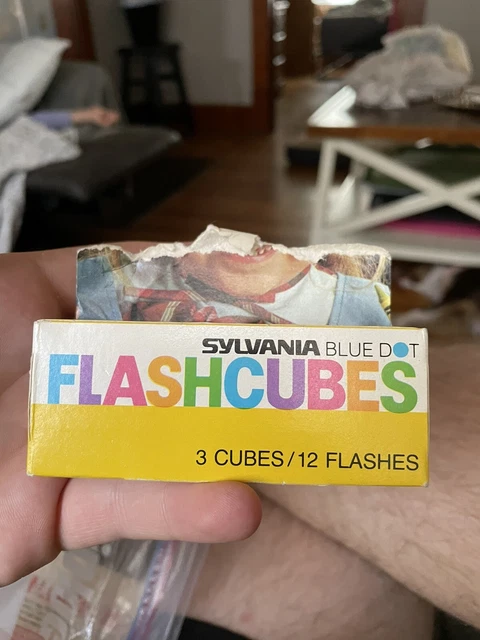 SYLVANIA BLUE DOT
FLASHCUBES
3 CUBES/12 FLASHES